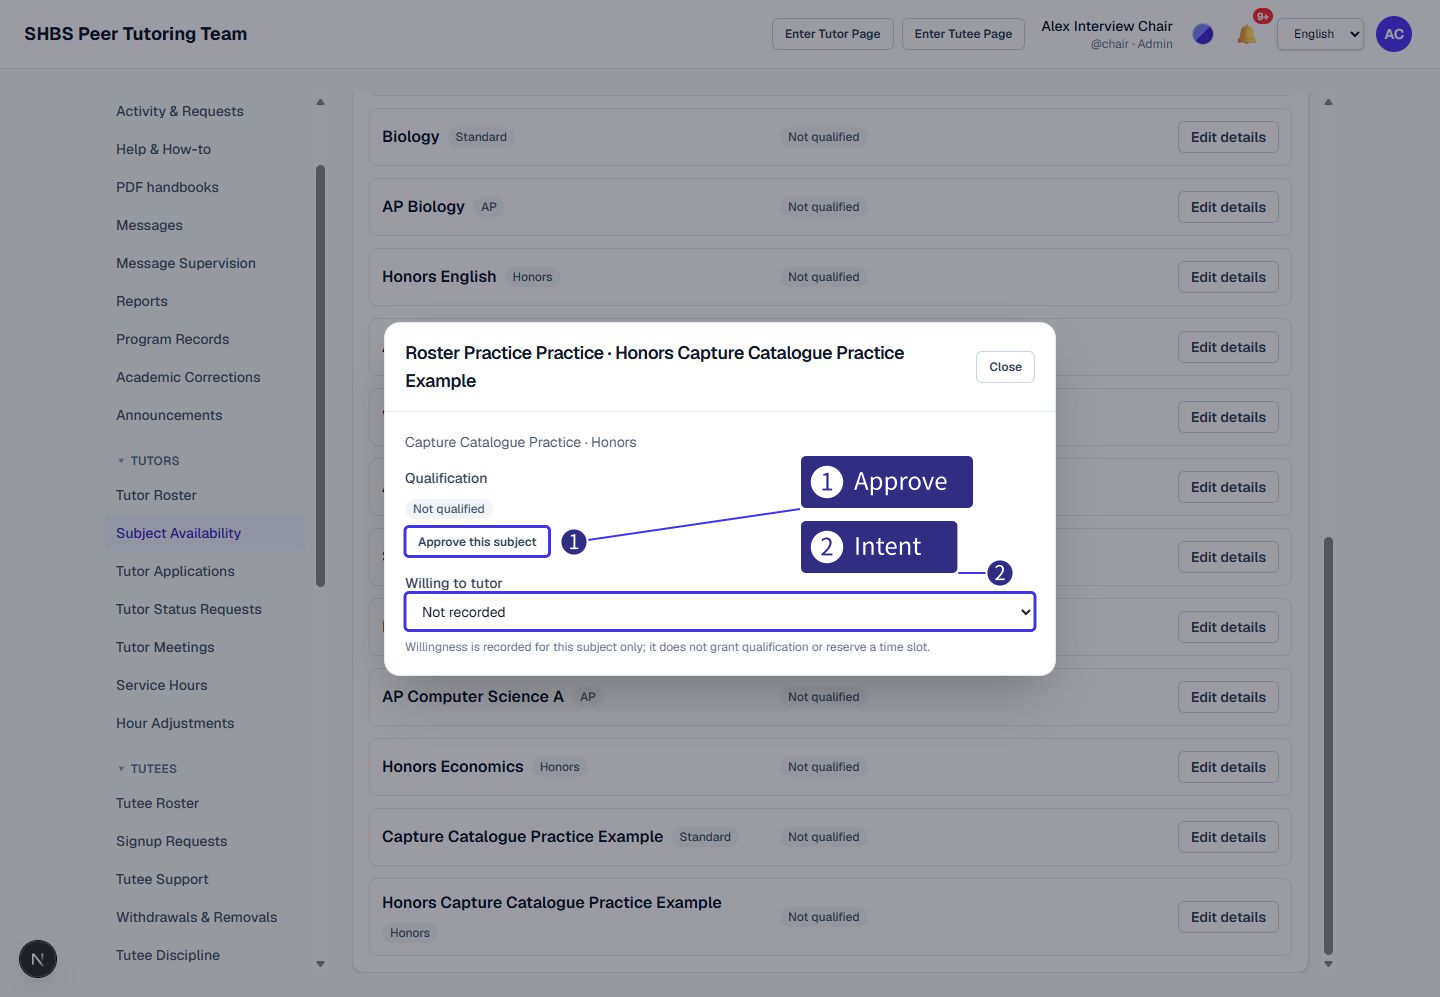 SHBS Peer Tutoring Team
Enter Tutor Page
Enter Tutee Page
Alex Interview Chair
@chair · Admin
9+
English
AC
Activity & Requests
Help & How-to
PDF handbooks
Messages
Message Supervision
Reports
Program Records
Academic Corrections
Announcements
TUTORS
Tutor Roster
Subject Availability
Tutor Applications
Tutor Status Requests
Tutor Meetings
Service Hours
Hour Adjustments
TUTEES
Tutee Roster
Signup Requests
Tutee Support
Withdrawals & Removals
Tutee Discipline
N
Biology Standard Not qualified Edit details
AP Biology AP Not qualified Edit details
Honors English Honors Not qualified Edit details
Edit details
Edit details
Edit details
Edit details
Edit details
Roster Practice Practice · Honors Capture Catalogue Practice
Example
Close
Capture Catalogue Practice · Honors
Qualification
Not qualified
Approve this subject
1
1 Approve
2 Intent
2
Willing to tutor
Not recorded
Willingness is recorded for this subject only; it does not grant qualification or reserve a time slot.
AP Computer Science A AP Not qualified Edit details
Honors Economics Honors Not qualified Edit details
Capture Catalogue Practice Example Standard Not qualified Edit details
Honors Capture Catalogue Practice Example
Honors
Not qualified Edit details